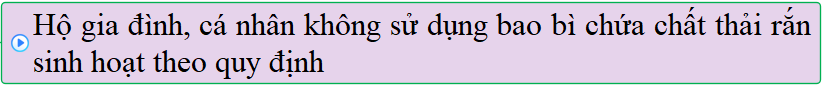 Hộ gia đình, cá nhân không sử dụng bao bì chứa chất thải rắn
sinh hoạt theo quy định